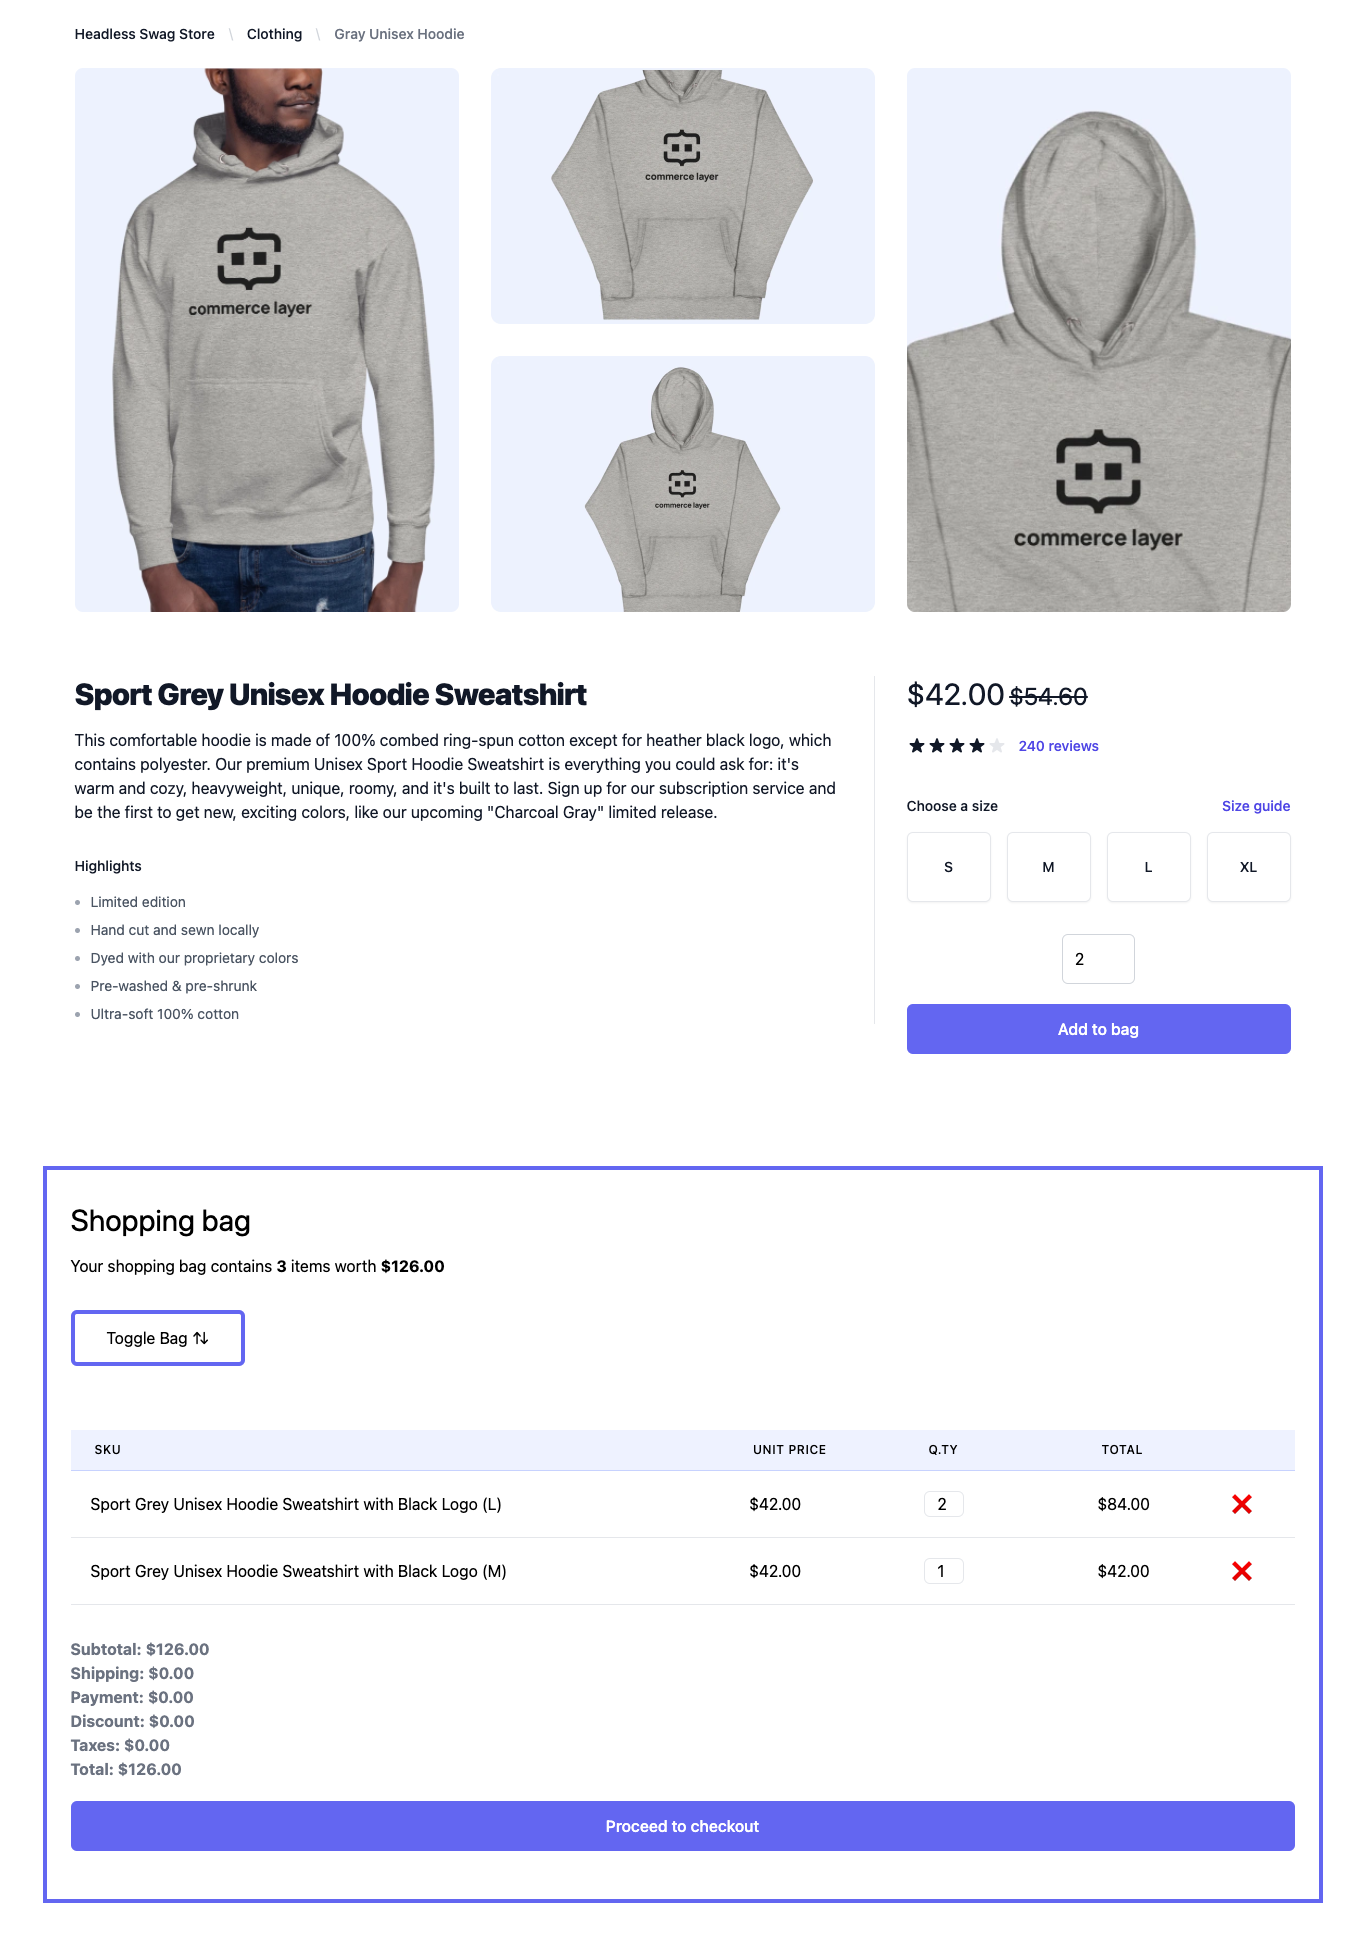 Headless Swag Store \ Clothing \ Gray Unisex Hoodie
commerce layer
commerce layer
commerce layer
commerce layer
Sport Grey Unisex Hoodie Sweatshirt
This comfortable hoodie is made of 100% combed ring-spun cotton except for heather black logo, which
contains polyester. Our premium Unisex Sport Hoodie Sweatshirt is everything you could ask for: it's
warm and cozy, heavyweight, unique, roomy, and it's built to last. Sign up for our subscription service and
be the first to get new, exciting colors, like our upcoming "Charcoal Gray" limited release.
Highlights
Limited edition
Hand cut and sewn locally
Dyed with our proprietary colors
Pre-washed & pre-shrunk
Ultra-soft 100% cotton
$42.00 $54.60
240 reviews
Choose a size Size guide
S M L XL
2
Add to bag
Shopping bag
Your shopping bag contains 3 items worth $126.00
Toggle Bag ⇅
SKU UNIT PRICE Q.TY TOTAL
Sport Grey Unisex Hoodie Sweatshirt with Black Logo (L) $42.00 2 $84.00
Sport Grey Unisex Hoodie Sweatshirt with Black Logo (M) $42.00 1 $42.00
Subtotal: $126.00
Shipping: $0.00
Payment: $0.00
Discount: $0.00
Taxes: $0.00
Total: $126.00
Proceed to checkout